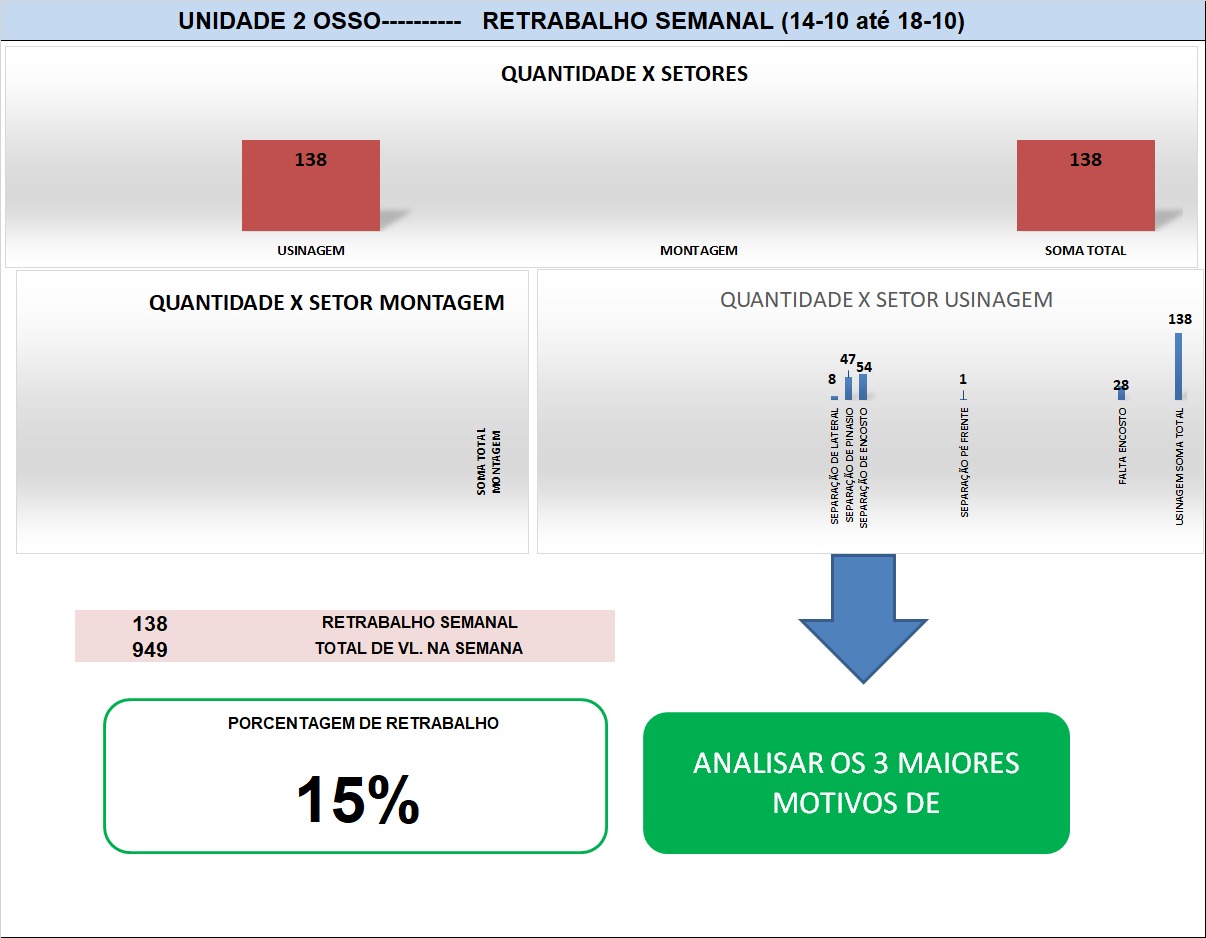 UNIDADE 2 OSSO---------- RETRABALHO SEMANAL (14-10 até 18-10)
QUANTIDADE X SETORES
138
138
USINAGEM
MONTAGEM
SOMA TOTAL
QUANTIDADE X SETOR MONTAGEM
SOMA TOTAL
MONTAGEM
QUANTIDADE X SETOR USINAGEM
8
47
54
1
28
138
SEPARAÇÃO DE LATERAL
SEPARAÇÃO DE PINASIO
SEPARAÇÃO DE ENCOSTO
SEPARAÇÃO PÉ FRENTE
FALTA ENCOSTO
USINAGEM SOMA TOTAL
138 RETRABALHO SEMANAL
949 TOTAL DE VL. NA SEMANA
PORCENTAGEM DE RETRABALHO
15%
ANALISAR OS 3 MAIORES
MOTIVOS DE